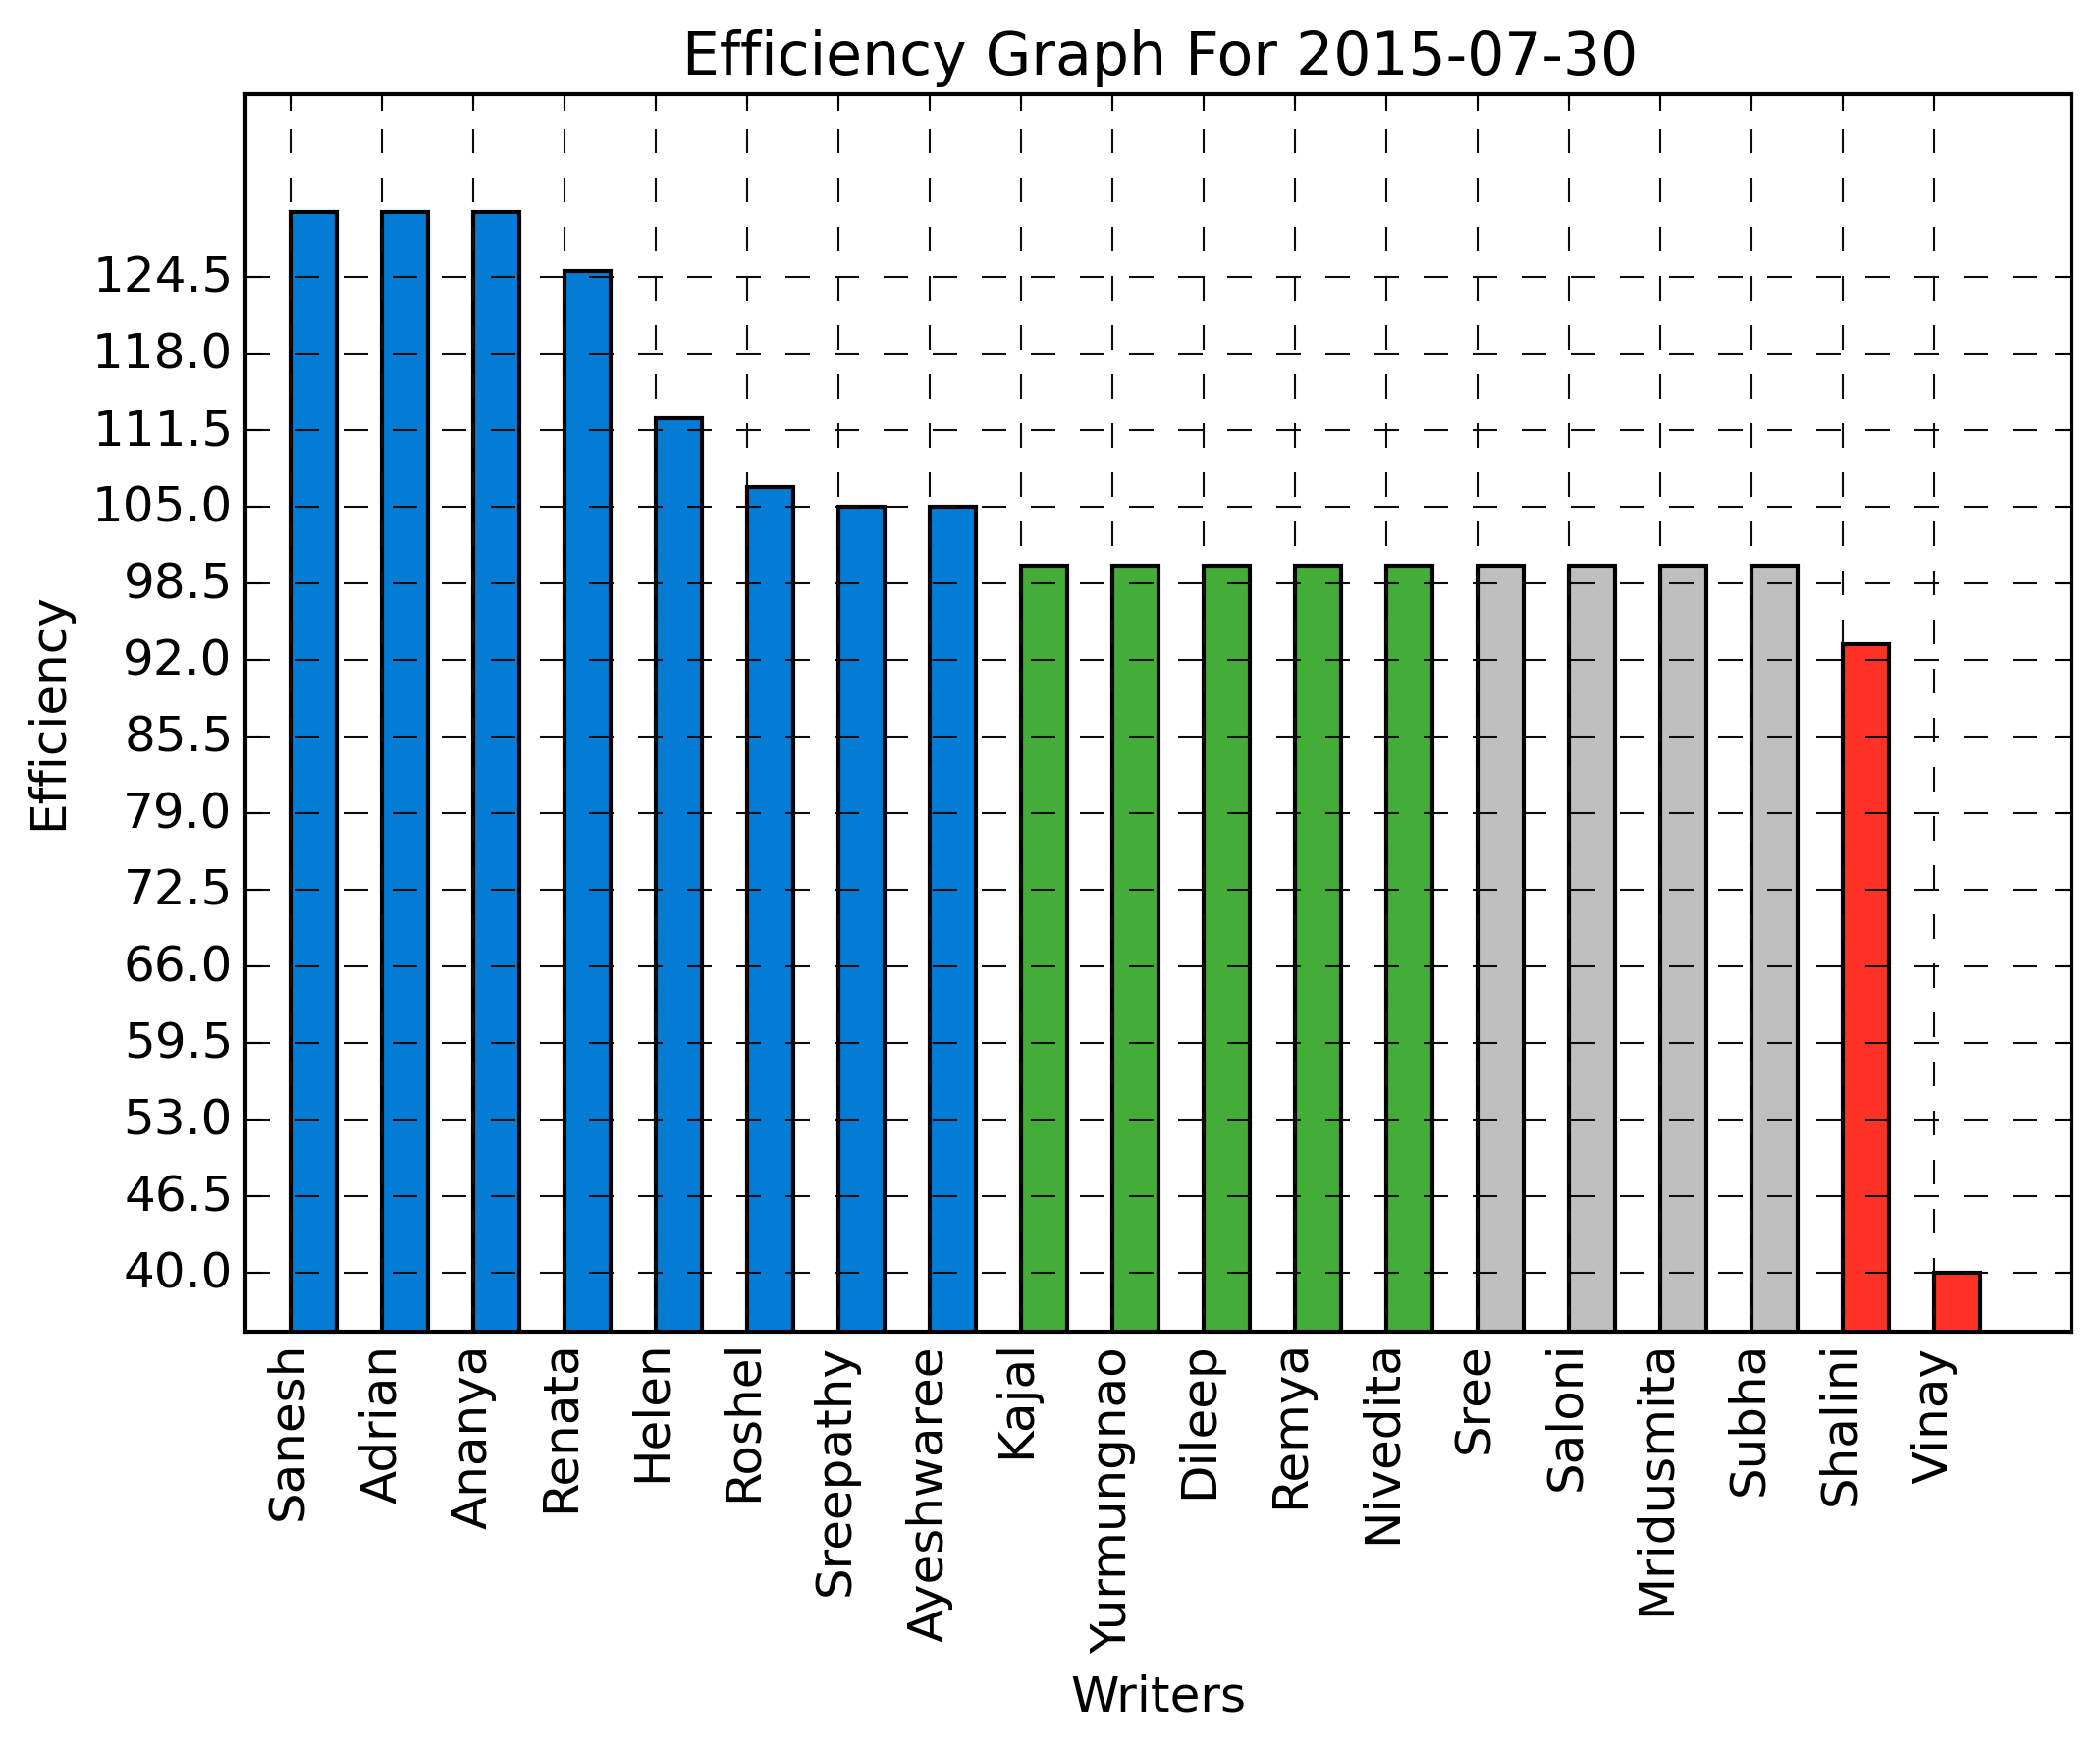 Efficiency Graph For 2015-07-30
Efficiency
124.5
118.0
111.5
105.0
98.5
92.0
85.5
79.0
72.5
66.0
59.5
53.0
46.5
40.0
Sanesh
Adrian
Ananya
Renata
Helen
Roshel
Sreepathy
Ayeshwaree
Kajal
Yurmungnao
Dileep
Remya
Nivedita
Sree
Saloni
Mridusmita
Subha
Shalini
Vinay
Writers